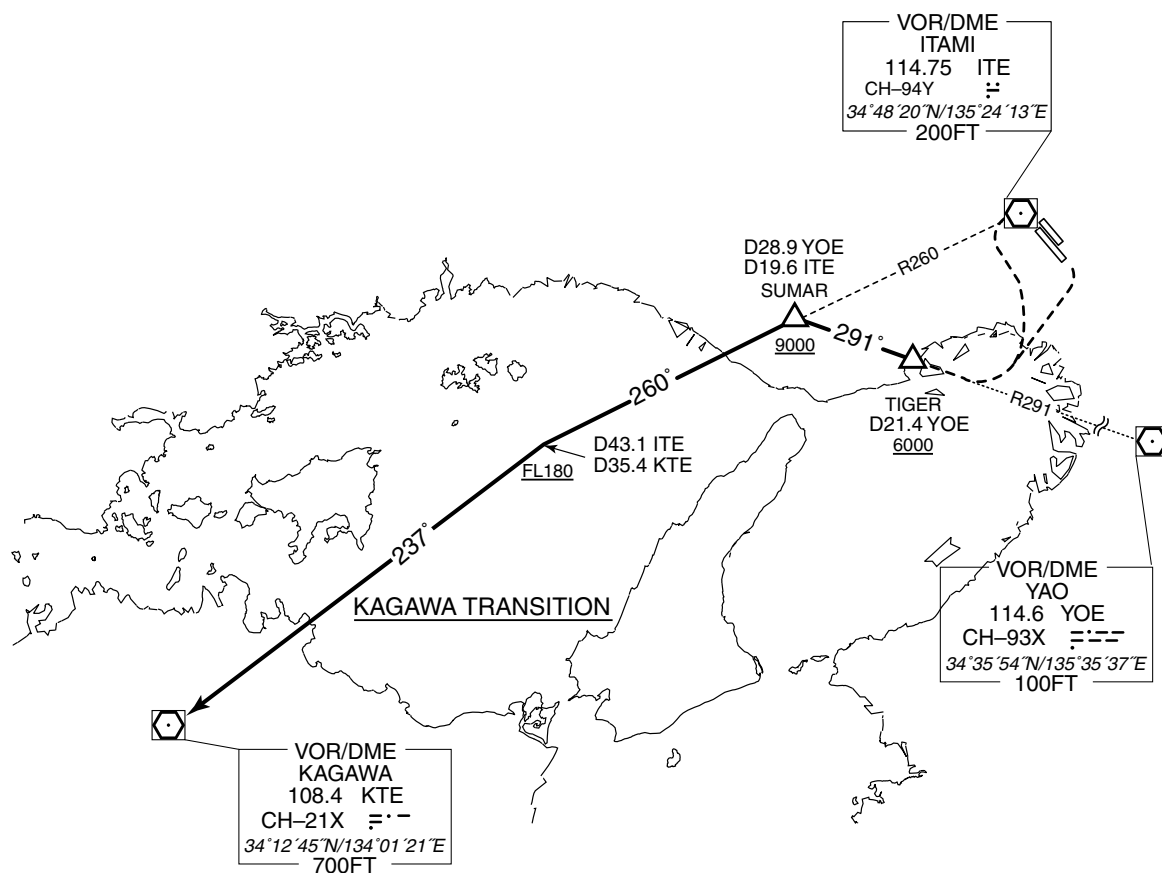 VOR/DME
ITAMI
114.75 ITE
CH–94Y
34°48´20˝N/135°24´13˝E
200FT
D28.9 YOE
D19.6 ITE
SUMAR
9000
R260
291°
TIGER
D21.4 YOE
6000
R291
260°
D43.1 ITE
D35.4 KTE
FL180
237°
KAGAWA TRANSITION
VOR/DME
YAO
114.6 YOE
CH–93X
34°35´54˝N/135°35´37˝E
100FT
VOR/DME
KAGAWA
108.4 KTE
CH–21X
34°12´45˝N/134°01´21˝E
700FT